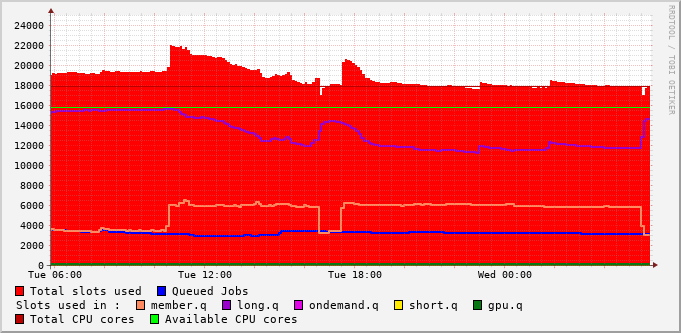 RRDTOOL / TOBI OETIKER
24000
22000
20000
18000
16000
14000
12000
10000
8000
6000
4000
2000
0
Tue 06:00 Tue 12:00 Tue 18:00 Wed 00:00
Total slots used Queued Jobs
Slots used in : member.q long.q ondemand.q short.q gpu.q
Total CPU cores Available CPU cores